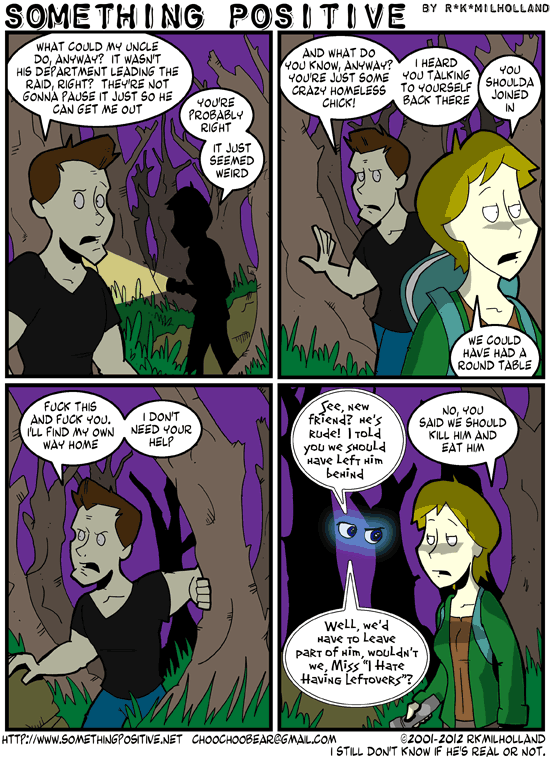 SOMETHING POSITIVE BY R*K*MILHOLLAND
WHAT COULD MY UNCLE
DO, ANYWAY? IT WASN'T
HIS DEPARTMENT LEADING THE
RAID, RIGHT? THEY'RE NOT
GONNA PAUSE IT JUST SO HE
CAN GET ME OUT
YOU'RE
PROBABLY
RIGHT
IT JUST
SEEMED
WEIRD
AND WHAT DO
YOU KNOW, ANYWAY?
YOU'RE JUST SOME
CRAZY HOMELESS
CHICK!
I HEARD
YOU TALKING
TO YOURSELF
BACK THERE
YOU
SHOULDA
JOINED
IN
WE COULD
HAVE HAD A
ROUND TABLE
FUCK THIS
AND FUCK YOU.
I'LL FIND MY OWN
WAY HOME
I DON'T
NEED YOUR
HELP
See, new
friend? He's
rude! I told
you we should
have left him
behind
NO, YOU
SAID WE SHOULD
KILL HIM AND
EAT HIM
Well, we'd
have to leave
part of him, wouldn't
we, Miss "I Hate
Having Leftovers"?
HTTP://WWW.SOMETHINGPOSITIVE.NET CHOOCHOOBEAR@GMAIL.COM ©2001-2012 RKMILHOLLAND
I STILL DON'T KNOW IF HE'S REAL OR NOT.